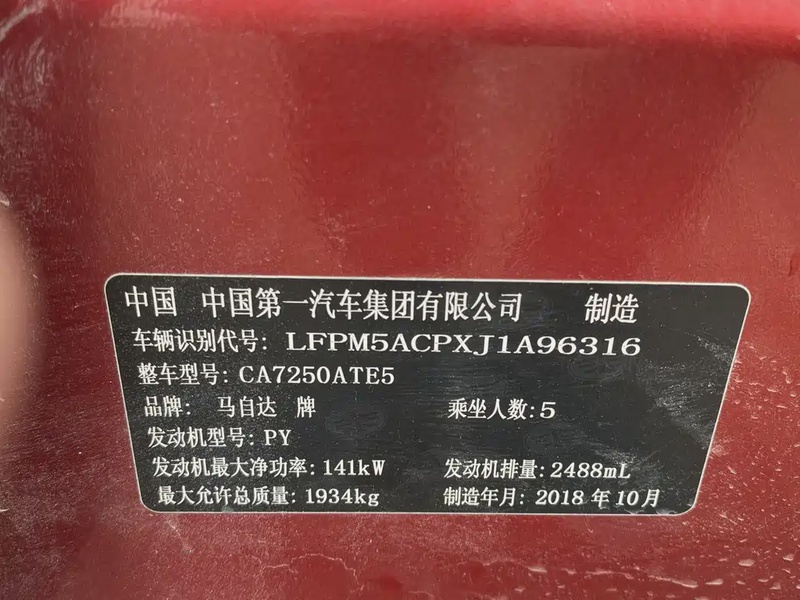 中国 中国第一汽车集团有限公司 制造
车辆识别代号: LFPM5ACPXJ1A96316
整车型号: CA7250ATE5
品牌: 马自达 牌 乘坐人数: 5
发动机型号: PY
发动机最大净功率: 141kW 发动机排量: 2488mL
最大允许总质量: 1934kg 制造年月: 2018 年 10 月